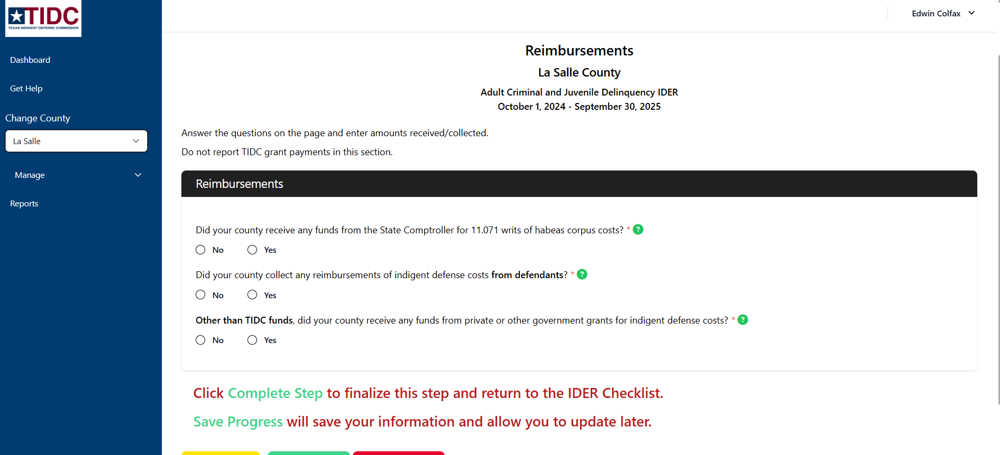 TIDC
TEXAS INDIGENT DEFENSE COMMISSION
Edwin Colfax
Dashboard
Get Help
Change County
La Salle
Manage
Reports
Reimbursements
La Salle County
Adult Criminal and Juvenile Delinquency IDER
October 1, 2024 - September 30, 2025
Answer the questions on the page and enter amounts received/collected.
Do not report TIDC grant payments in this section.
Reimbursements
Did your county receive any funds from the State Comptroller for 11.071 writs of habeas corpus costs? * ?
No Yes
Did your county collect any reimbursements of indigent defense costs from defendants? * ?
No Yes
Other than TIDC funds, did your county receive any funds from private or other government grants for indigent defense costs? * ?
No Yes
Click Complete Step to finalize this step and return to the IDER Checklist.
Save Progress will save your information and allow you to update later.